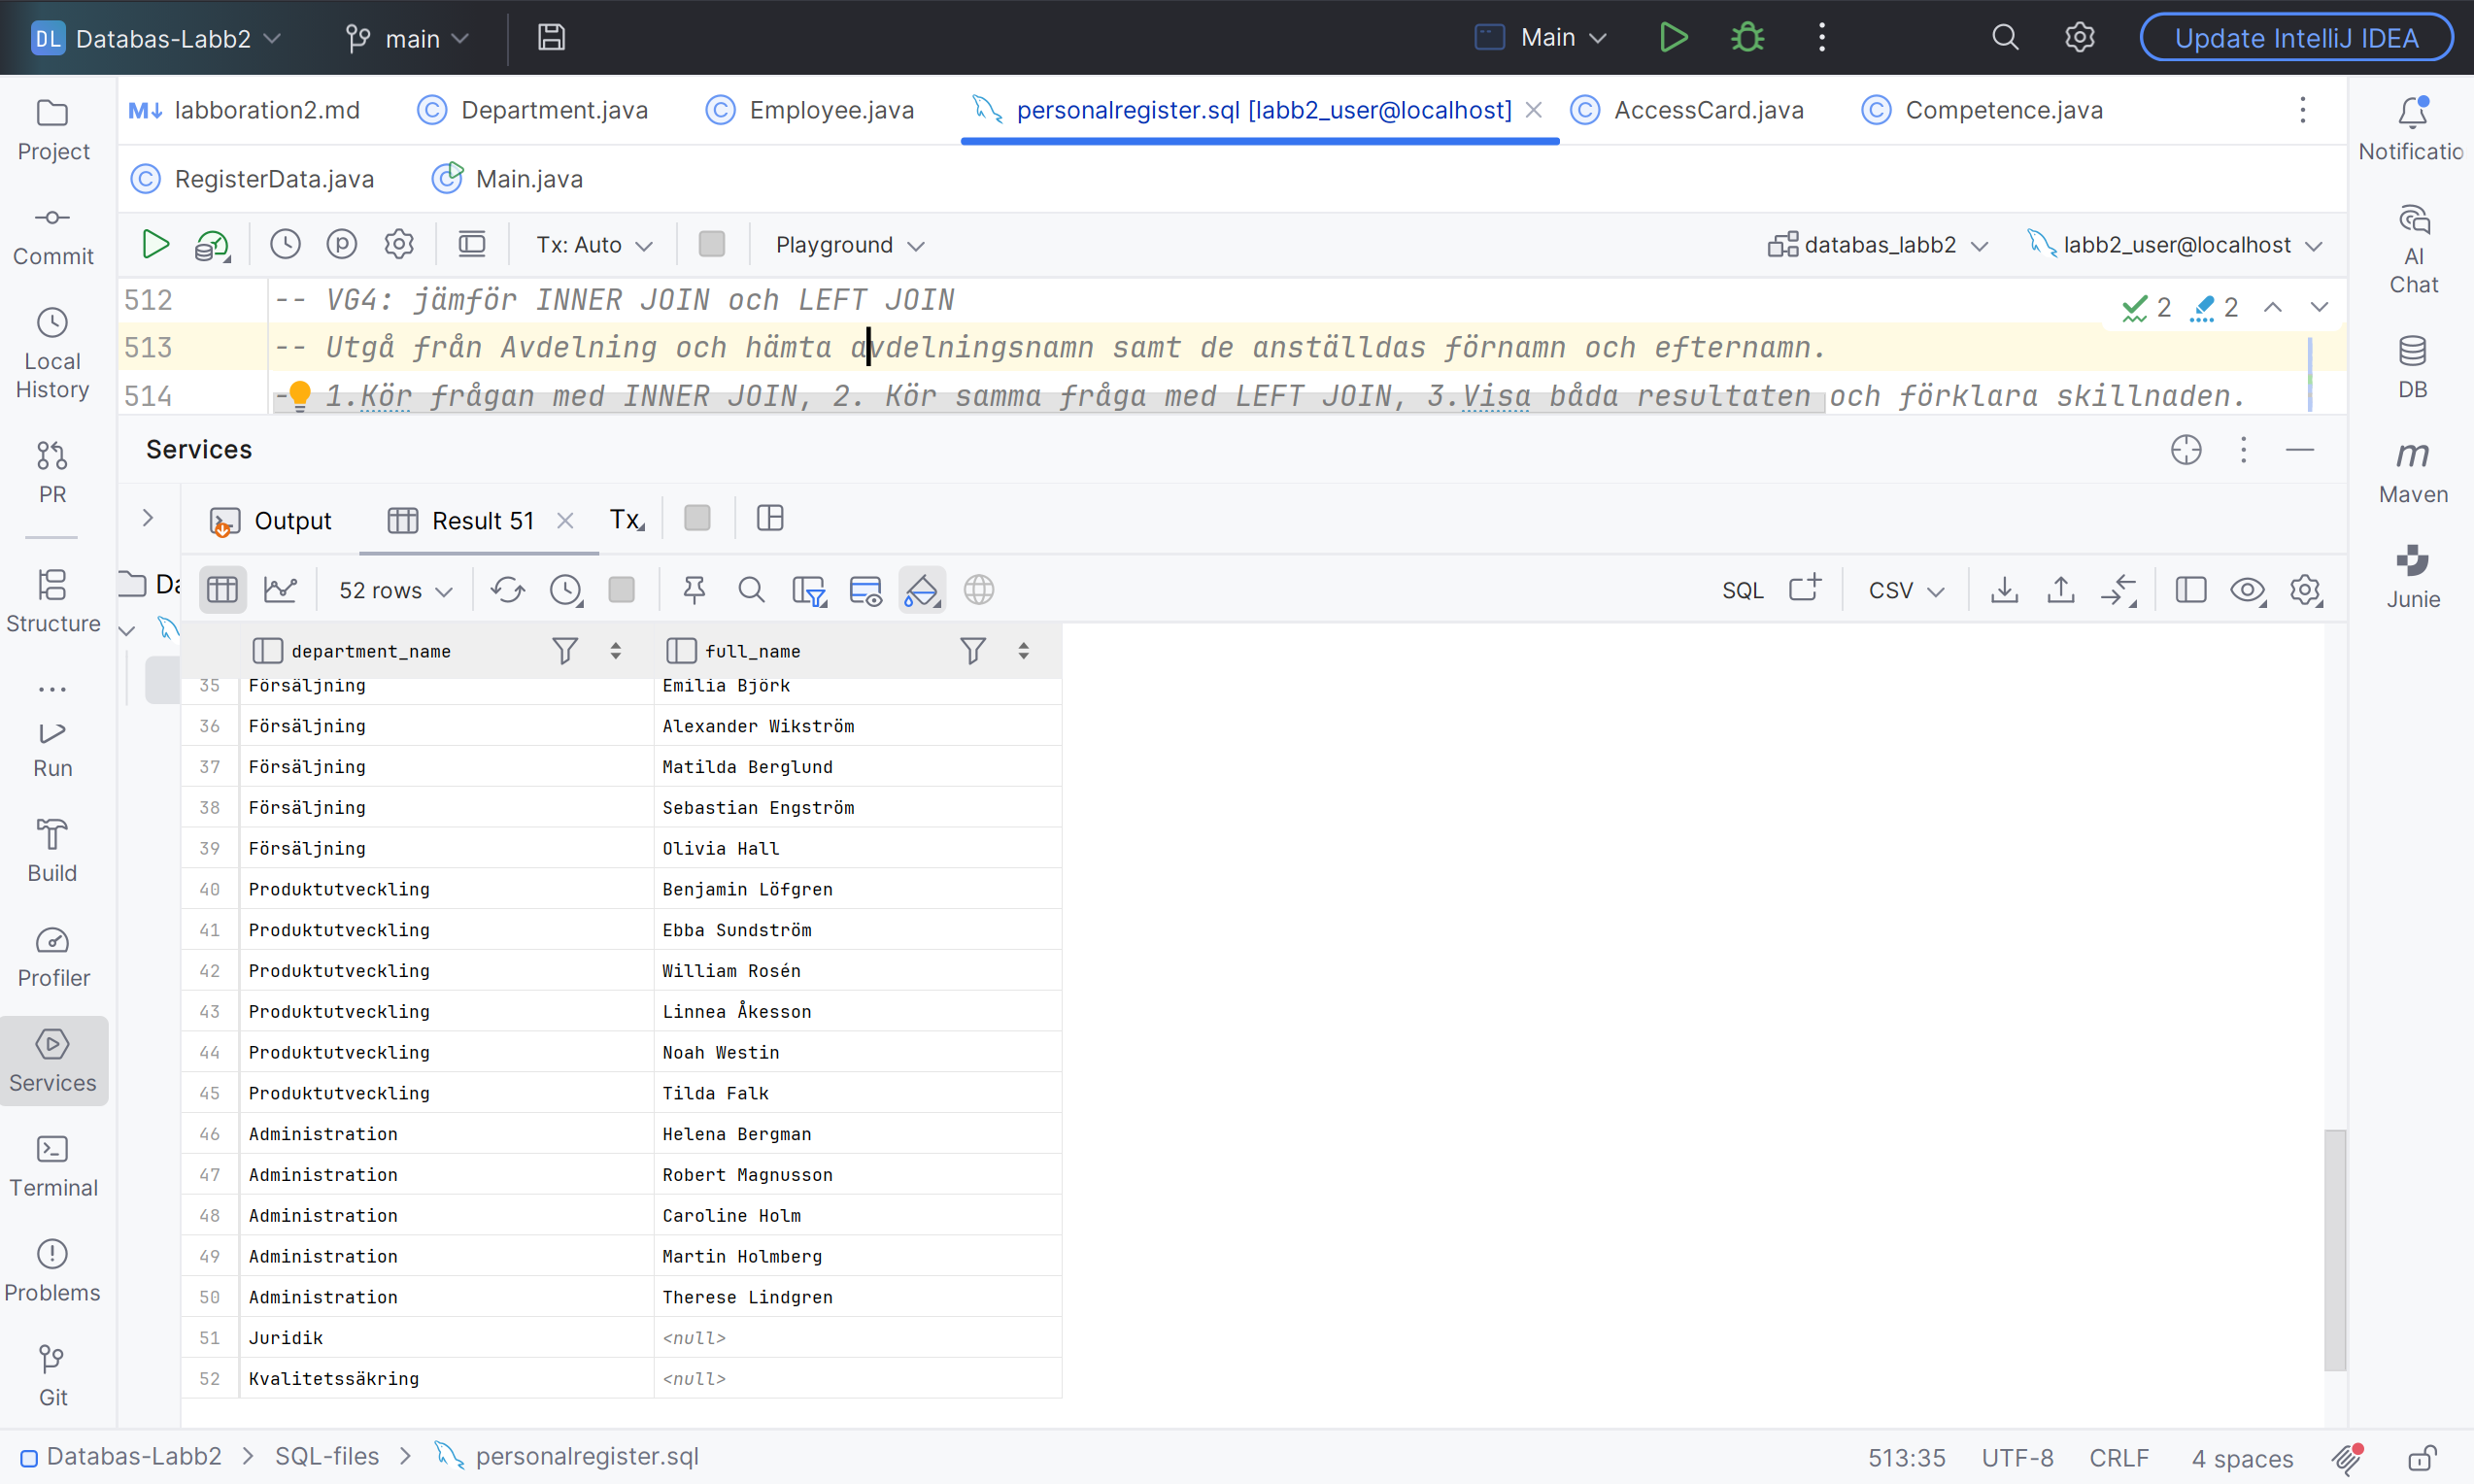 DL Databas-Labb2 main Main Update IntelliJ IDEA
M↓ labboration2.md Department.java Employee.java personalregister.sql [labb2_user@localhost] AccessCard.java Competence.java
RegisterData.java Main.java
Tx: Auto Playground databas_labb2 labb2_user@localhost
512 -- VG4: jämför INNER JOIN och LEFT JOIN
2 2
513 -- Utgå från Avdelning och hämta avdelningsnamn samt de anställdas förnamn och efternamn.
514 - 1.Kör frågan med INNER JOIN, 2. Kör samma fråga med LEFT JOIN, 3.Visa båda resultaten och förklara skillnaden.
Project
Commit
Local
History
PR
Structure
Run
Build
Profiler
Services
Terminal
Problems
Git
Services
Output Result 51 Tx
Da
52 rows SQL CSV
department_name full_name
35 Försäljning Emilia Björk
36 Försäljning Alexander Wikström
37 Försäljning Matilda Berglund
38 Försäljning Sebastian Engström
39 Försäljning Olivia Hall
40 Produktutveckling Benjamin Löfgren
41 Produktutveckling Ebba Sundström
42 Produktutveckling William Rosén
43 Produktutveckling Linnea Åkesson
44 Produktutveckling Noah Westin
45 Produktutveckling Tilda Falk
46 Administration Helena Bergman
47 Administration Robert Magnusson
48 Administration Caroline Holm
49 Administration Martin Holmberg
50 Administration Therese Lindgren
51 Juridik <null>
52 Kvalitetssäkring <null>
Notificatio
AI
Chat
DB
m
Maven
Junie
Databas-Labb2 > SQL-files > personalregister.sql 513:35 UTF-8 CRLF 4 spaces